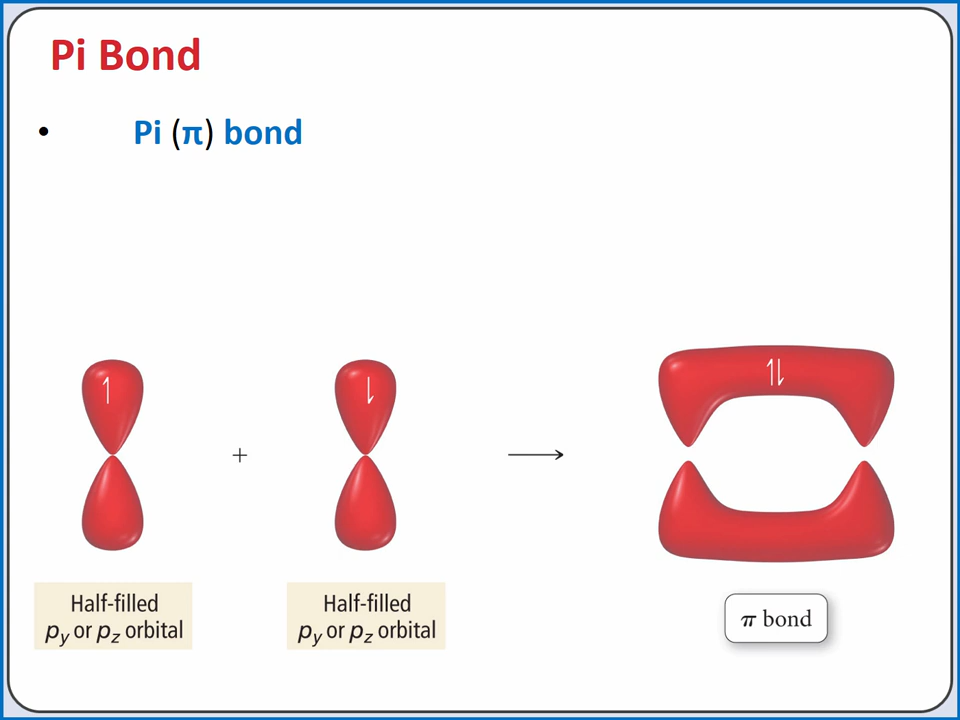 Pi Bond
• Pi (π) bond
↿
⇂
↿⇂
+
⟶
Half-filled
py or pz orbital
Half-filled
py or pz orbital
π bond